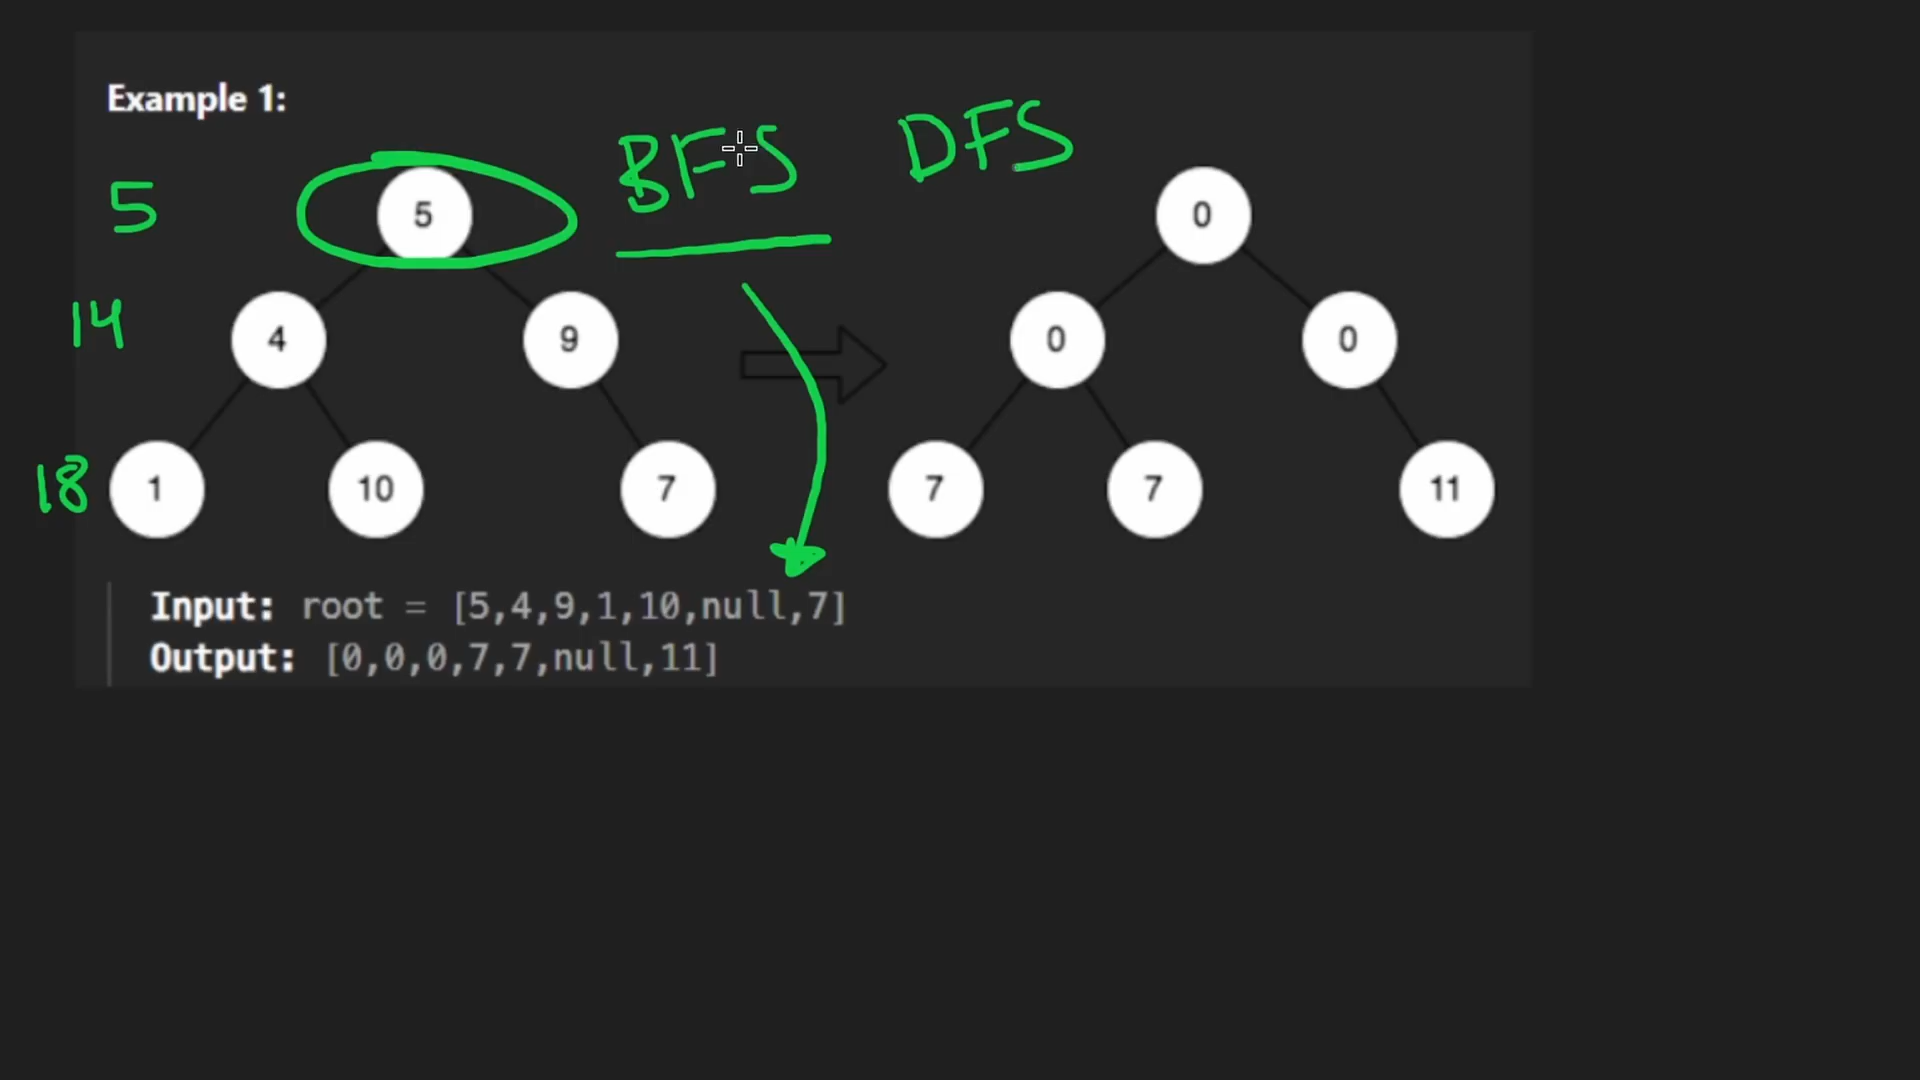 Example 1:
BFS DFS
5 5 0
14 4 9 0 0
18 1 10 7 7 7 11
Input: root = [5,4,9,1,10,null,7]
Output: [0,0,0,7,7,null,11]